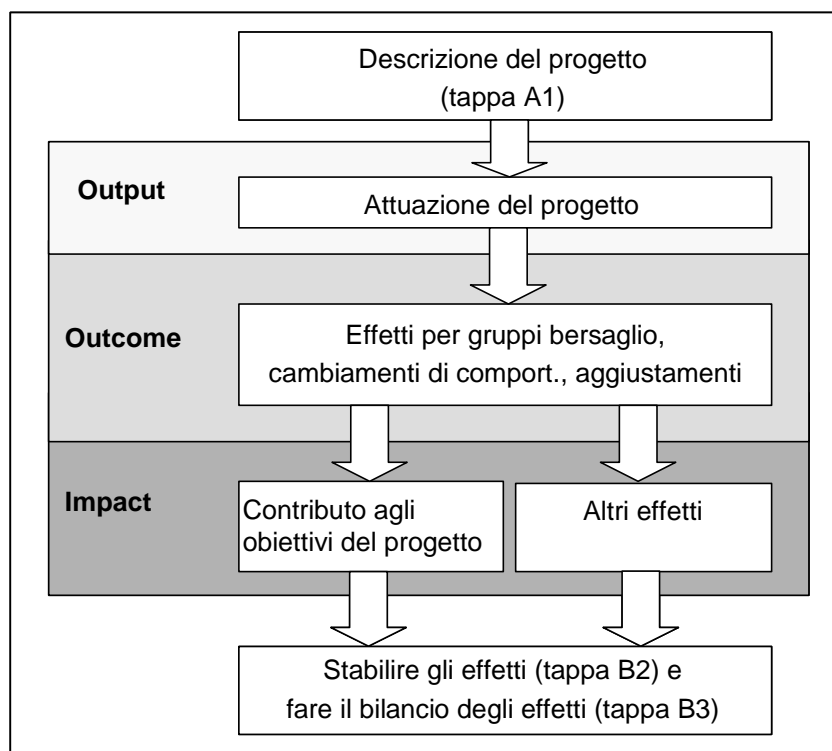 Descrizione del progetto
(tappa A1)
Output
Attuazione del progetto
Outcome
Effetti per gruppi bersaglio,
cambiamenti di comport., aggiustamenti
Impact
Contributo agli
obiettivi del progetto
Altri effetti
Stabilire gli effetti (tappa B2) e
fare il bilancio degli effetti (tappa B3)